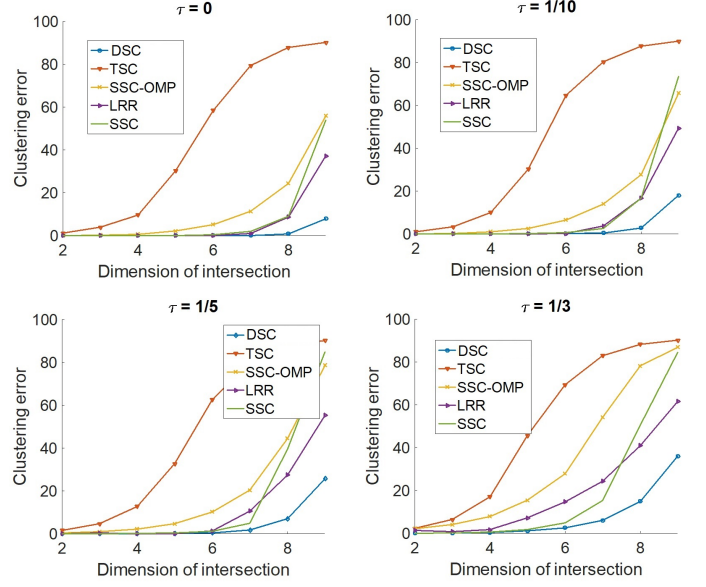 τ = 0
100
80
60
40
20
0
Clustering error
DSC
TSC
SSC-OMP
LRR
SSC
2 4 6 8
Dimension of intersection
τ = 1/10
100
80
60
40
20
0
Clustering error
DSC
TSC
SSC-OMP
LRR
SSC
2 4 6 8
Dimension of intersection
τ = 1/5
100
80
60
40
20
0
Clustering error
DSC
TSC
SSC-OMP
LRR
SSC
2 4 6 8
Dimension of intersection
τ = 1/3
100
80
60
40
20
0
Clustering error
DSC
TSC
SSC-OMP
LRR
SSC
2 4 6 8
Dimension of intersection